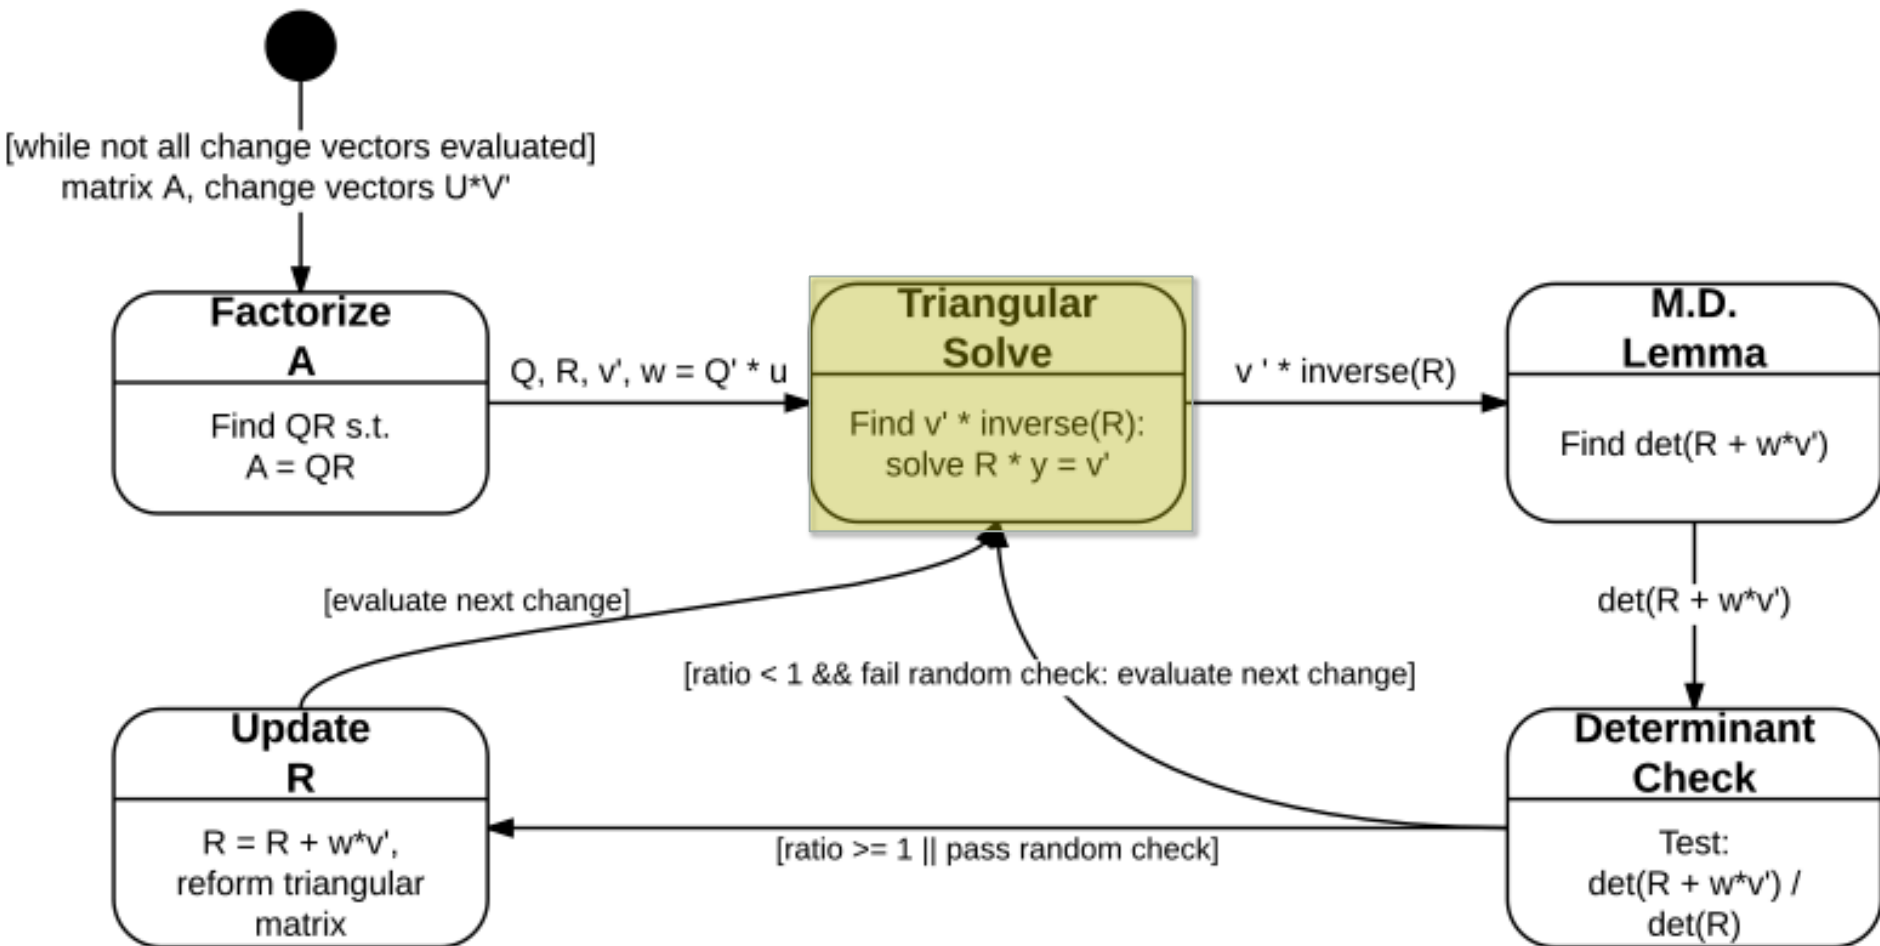 [while not all change vectors evaluated]
matrix A, change vectors U*V'
Factorize
A
Find QR s.t.
A = QR
Q, R, v', w = Q' * u
Triangular
Solve
Find v' * inverse(R):
solve R * y = v'
v ' * inverse(R)
M.D.
Lemma
Find det(R + w*v')
det(R + w*v')
[evaluate next change]
[ratio < 1 && fail random check: evaluate next change]
Update
R
R = R + w*v',
reform triangular
matrix
[ratio >= 1 || pass random check]
Determinant
Check
Test:
det(R + w*v') /
det(R)